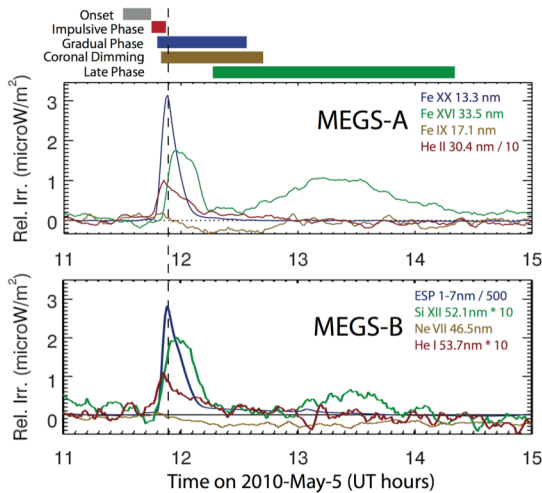 Onset
Impulsive Phase
Gradual Phase
Coronal Dimming
Late Phase
MEGS-A
Fe XX 13.3 nm
Fe XVI 33.5 nm
Fe IX 17.1 nm
He II 30.4 nm / 10
Rel. Irr. (microW/m²)
3
2
1
0
11 12 13 14 15
MEGS-B
ESP 1-7nm / 500
Si XII 52.1nm * 10
Ne VII 46.5nm
He I 53.7nm * 10
Rel. Irr. (microW/m²)
3
2
1
0
11 12 13 14 15
Time on 2010-May-5 (UT hours)